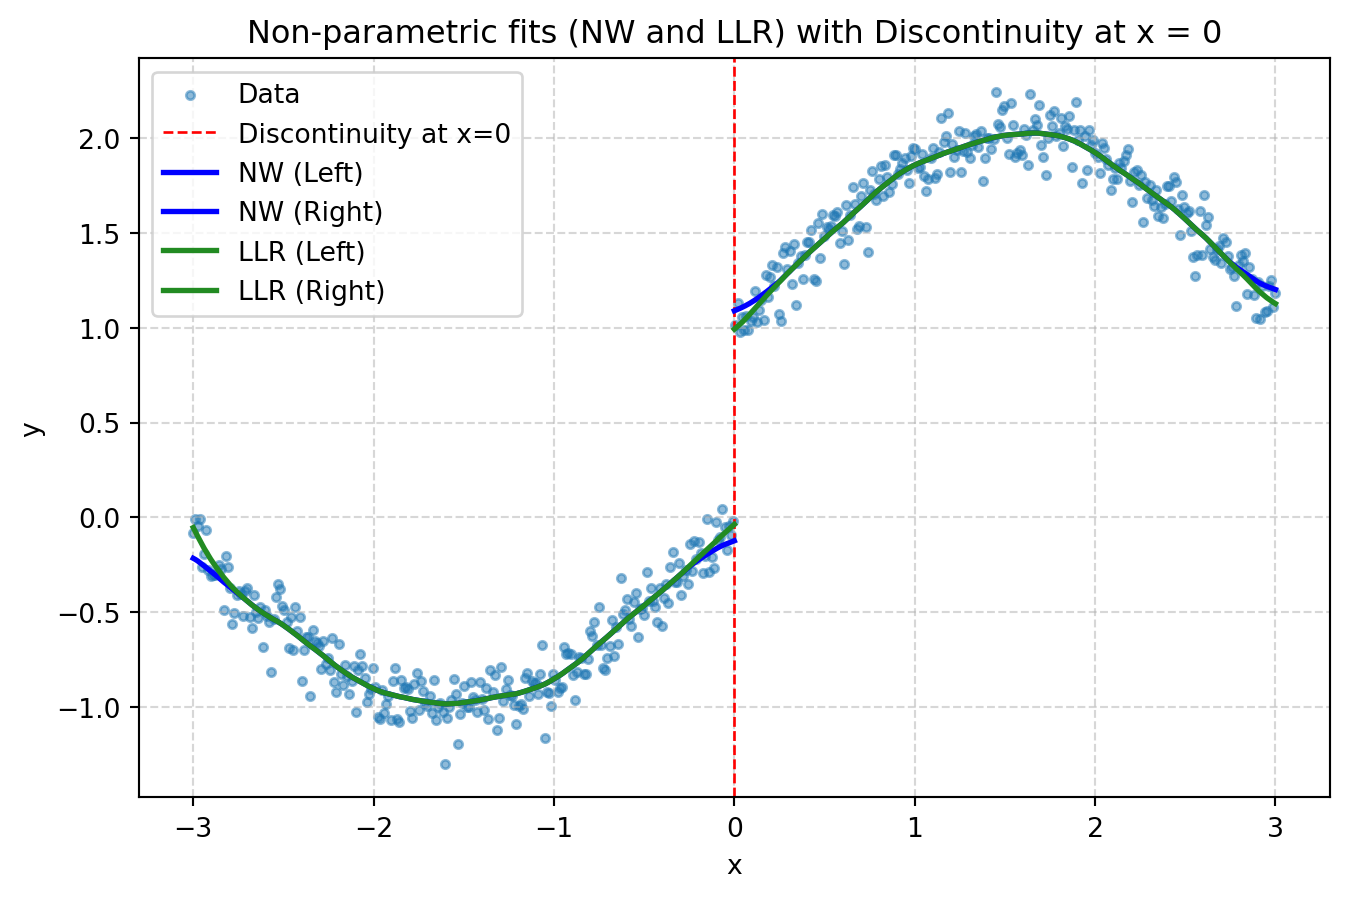 Non-parametric fits (NW and LLR) with Discontinuity at x = 0
Data
Discontinuity at x=0
NW (Left)
NW (Right)
LLR (Left)
LLR (Right)
2.0
1.5
1.0
0.5
0.0
−0.5
−1.0
y
−3 −2 −1 0 1 2 3
x